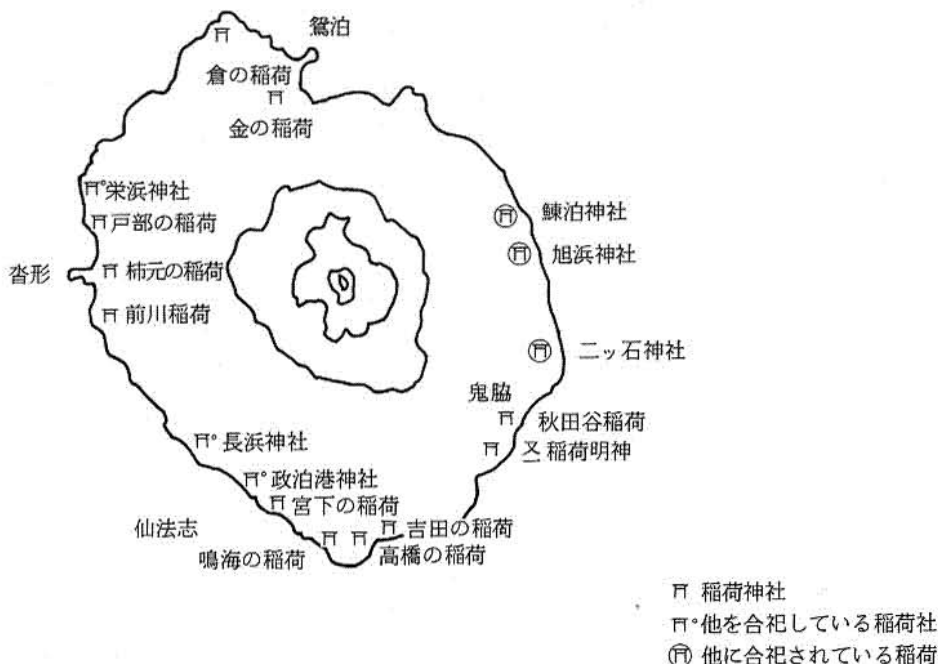 鴛泊
倉の稲荷
金の稲荷
栄浜神社
戸部の稲荷
沓形
柿元の稲荷
前川稲荷
鰊泊神社
旭浜神社
二ッ石神社
鬼脇
秋田谷稲荷
稲荷明神
長浜神社
政泊港神社
宮下の稲荷
仙法志
吉田の稲荷
鳴海の稲荷
高橋の稲荷
稲荷神社
他を合祀している稲荷社
他に合祀されている稲荷